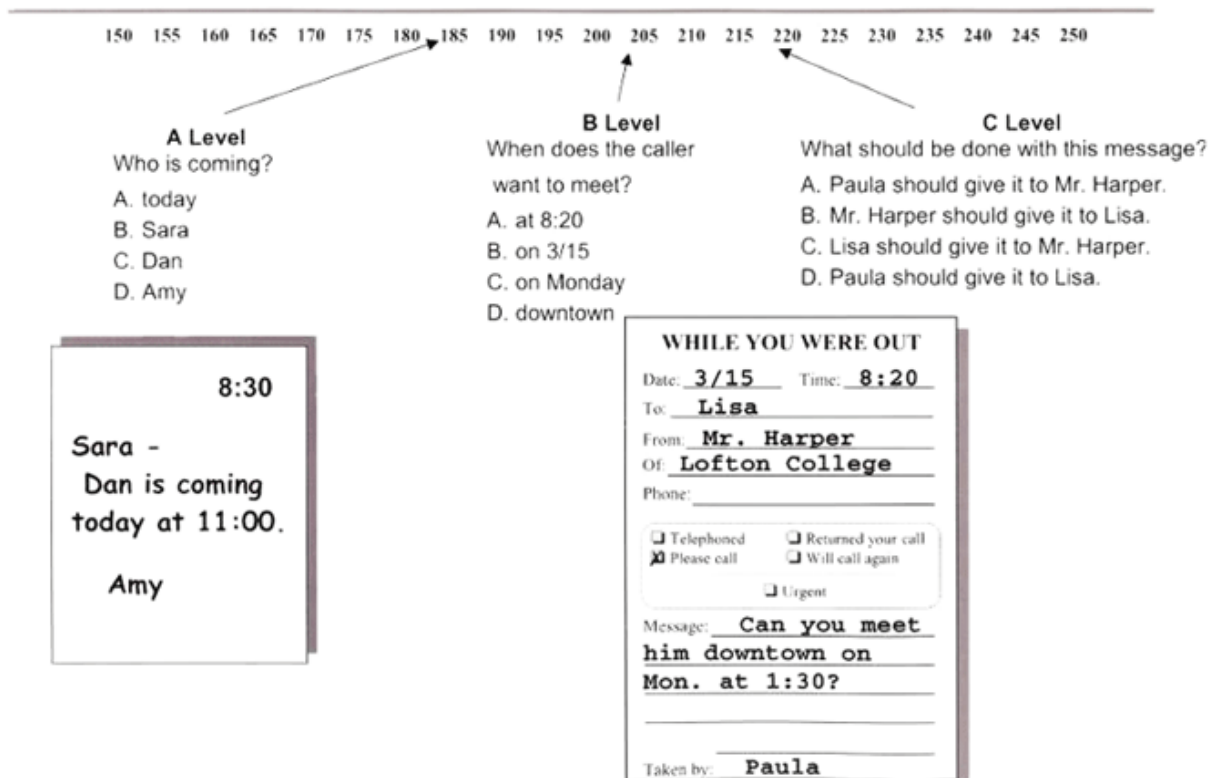 150 155 160 165 170 175 180 185 190 195 200 205 210 215 220 225 230 235 240 245 250
A Level
Who is coming?
A. today
B. Sara
C. Dan
D. Amy
B Level
When does the caller
want to meet?
A. at 8:20
B. on 3/15
C. on Monday
D. downtown
C Level
What should be done with this message?
A. Paula should give it to Mr. Harper.
B. Mr. Harper should give it to Lisa.
C. Lisa should give it to Mr. Harper.
D. Paula should give it to Lisa.
8:30
Sara -
Dan is coming
today at 11:00.
Amy
WHILE YOU WERE OUT
Date: 3/15 Time: 8:20
To: Lisa
From: Mr. Harper
Of: Lofton College
Phone:
Telephoned Returned your call
Please call Will call again
Urgent
Message: Can you meet
him downtown on
Mon. at 1:30?
Taken by: Paula